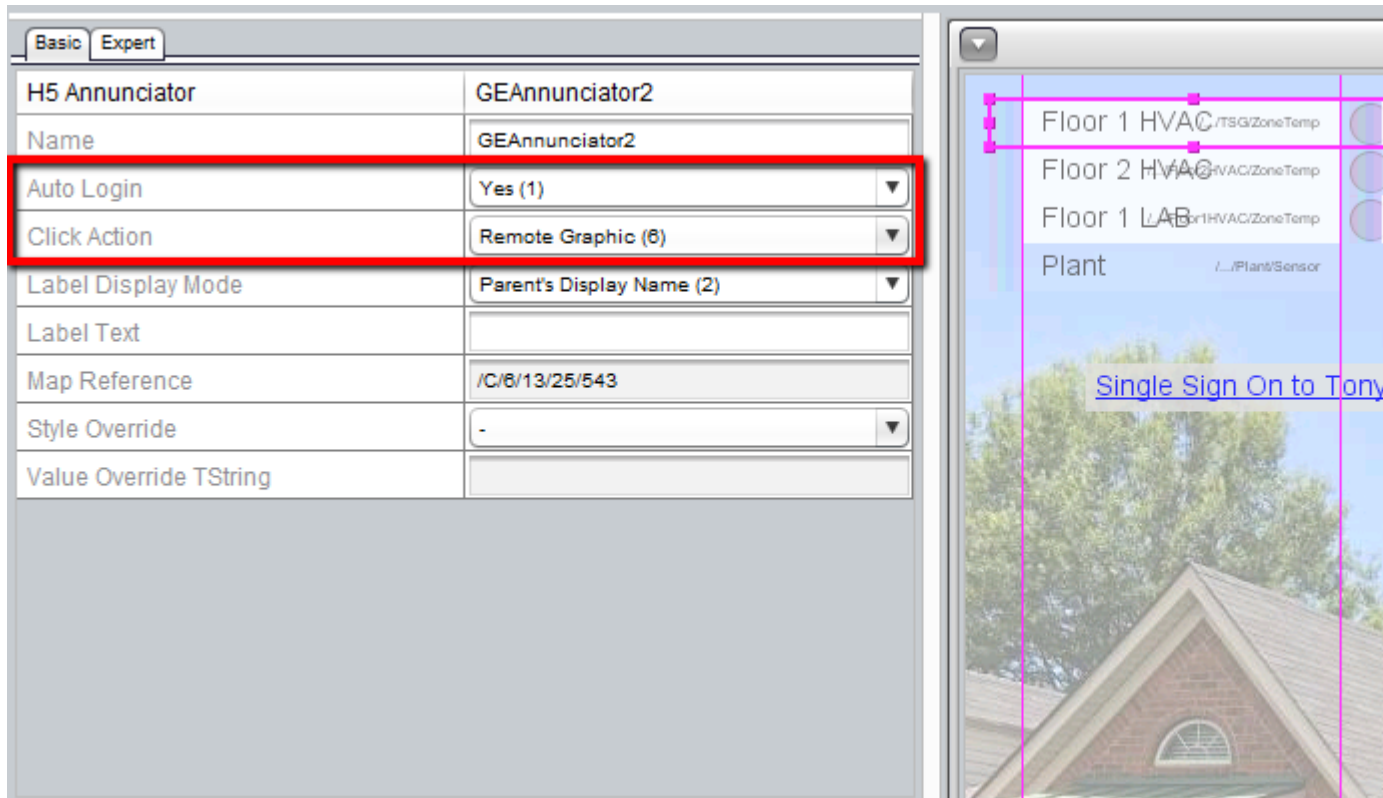 Basic Expert
H5 Annunciator GEAnnunciator2
Name GEAnnunciator2
Auto Login Yes (1)
Click Action Remote Graphic (6)
Label Display Mode Parent's Display Name (2)
Label Text
Map Reference /C/6/13/25/543
Style Override -
Value Override TString
Floor 1 HVAC /TSG/ZoneTemp
Floor 2 HVAC HVAC/ZoneTemp
Floor 1 LAB Floor1HVAC/ZoneTemp
Plant /.../Plant/Sensor
Single Sign On to Tony